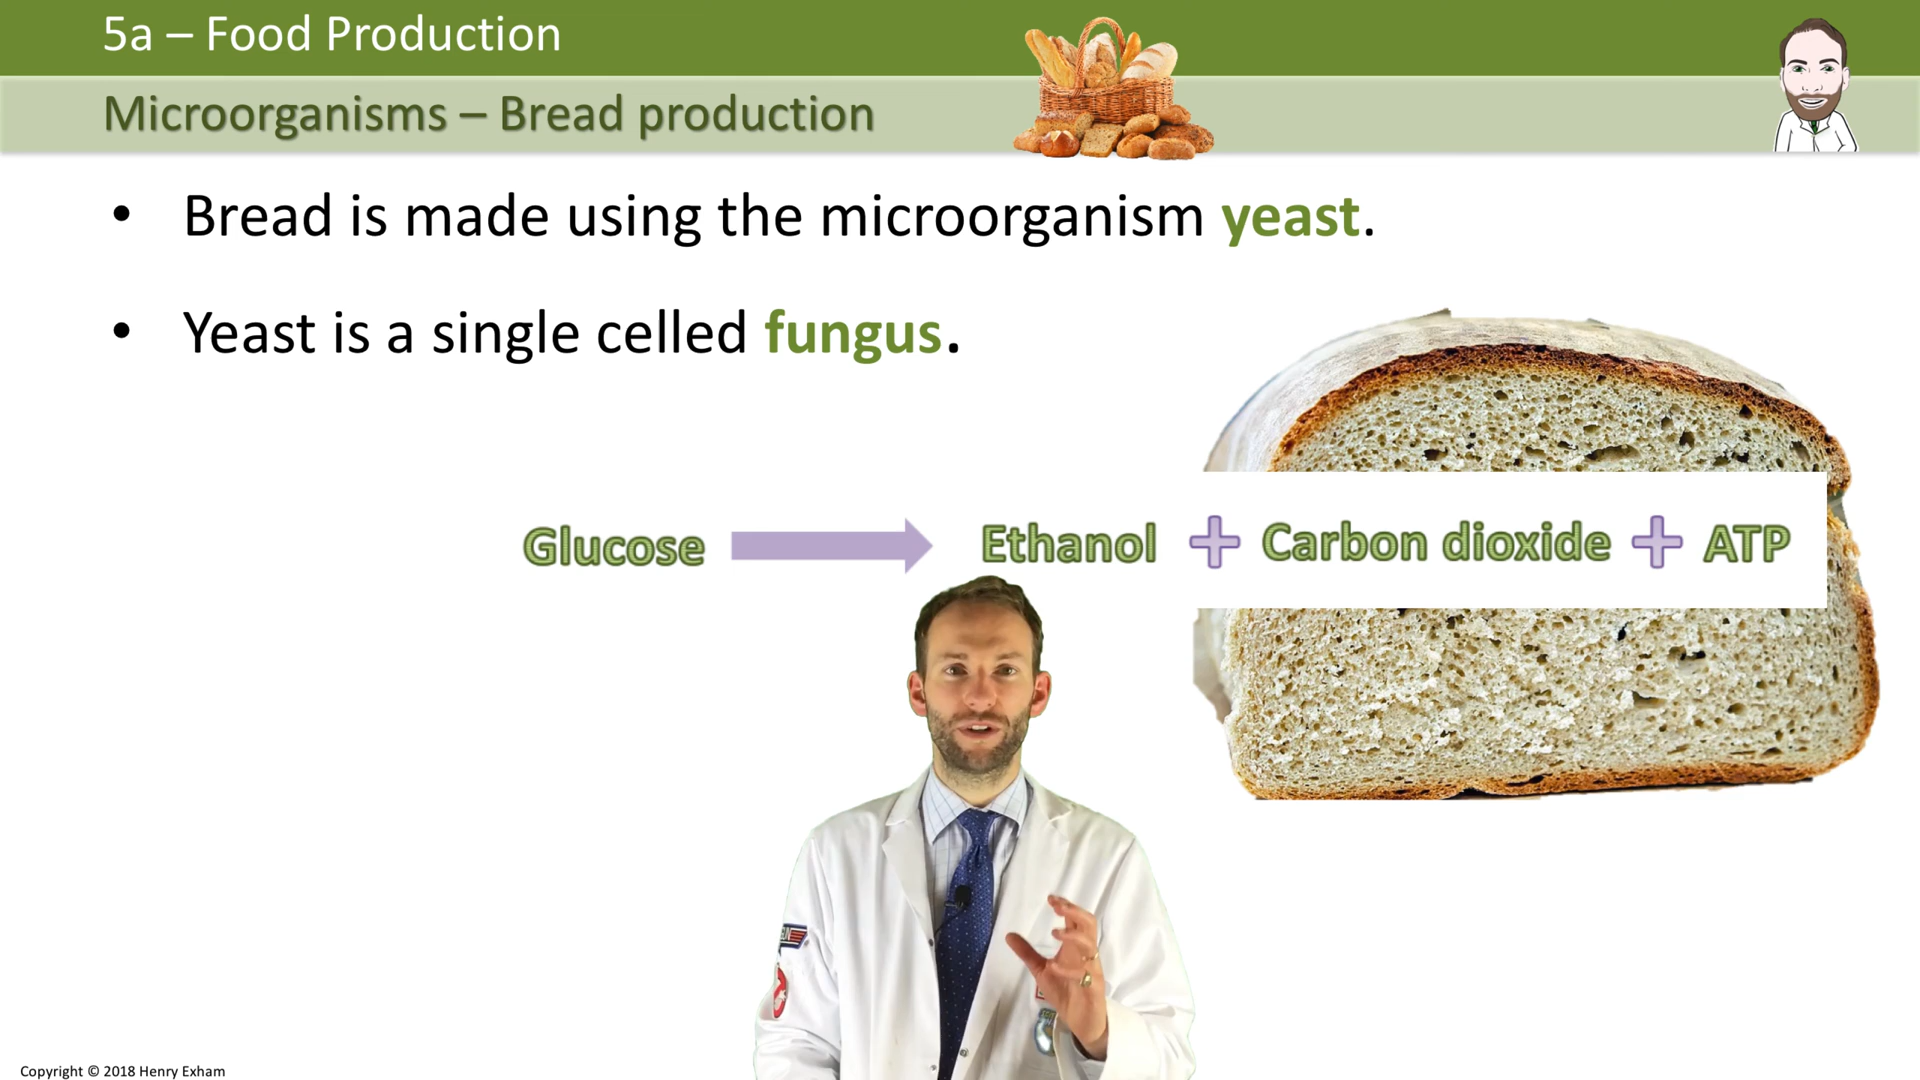 5a – Food Production
Microorganisms – Bread production
• Bread is made using the microorganism yeast.
• Yeast is a single celled fungus.
Glucose Ethanol + Carbon dioxide + ATP
Copyright © 2018 Henry Exham